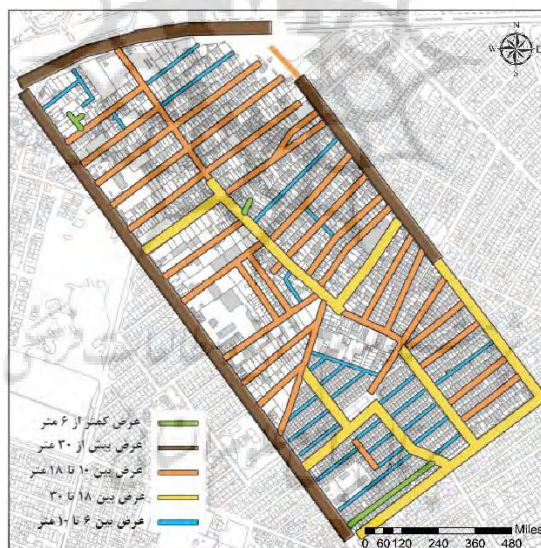 N
W E
S
عرض کمتر از ۶ متر
عرض بیش از ۳۰ متر
عرض بین ۱۰ تا ۱۸ متر
عرض بین ۱۸ تا ۳۰
عرض بین ۶ تا ۱۰ متر
Miles
0 60 120 240 360 480